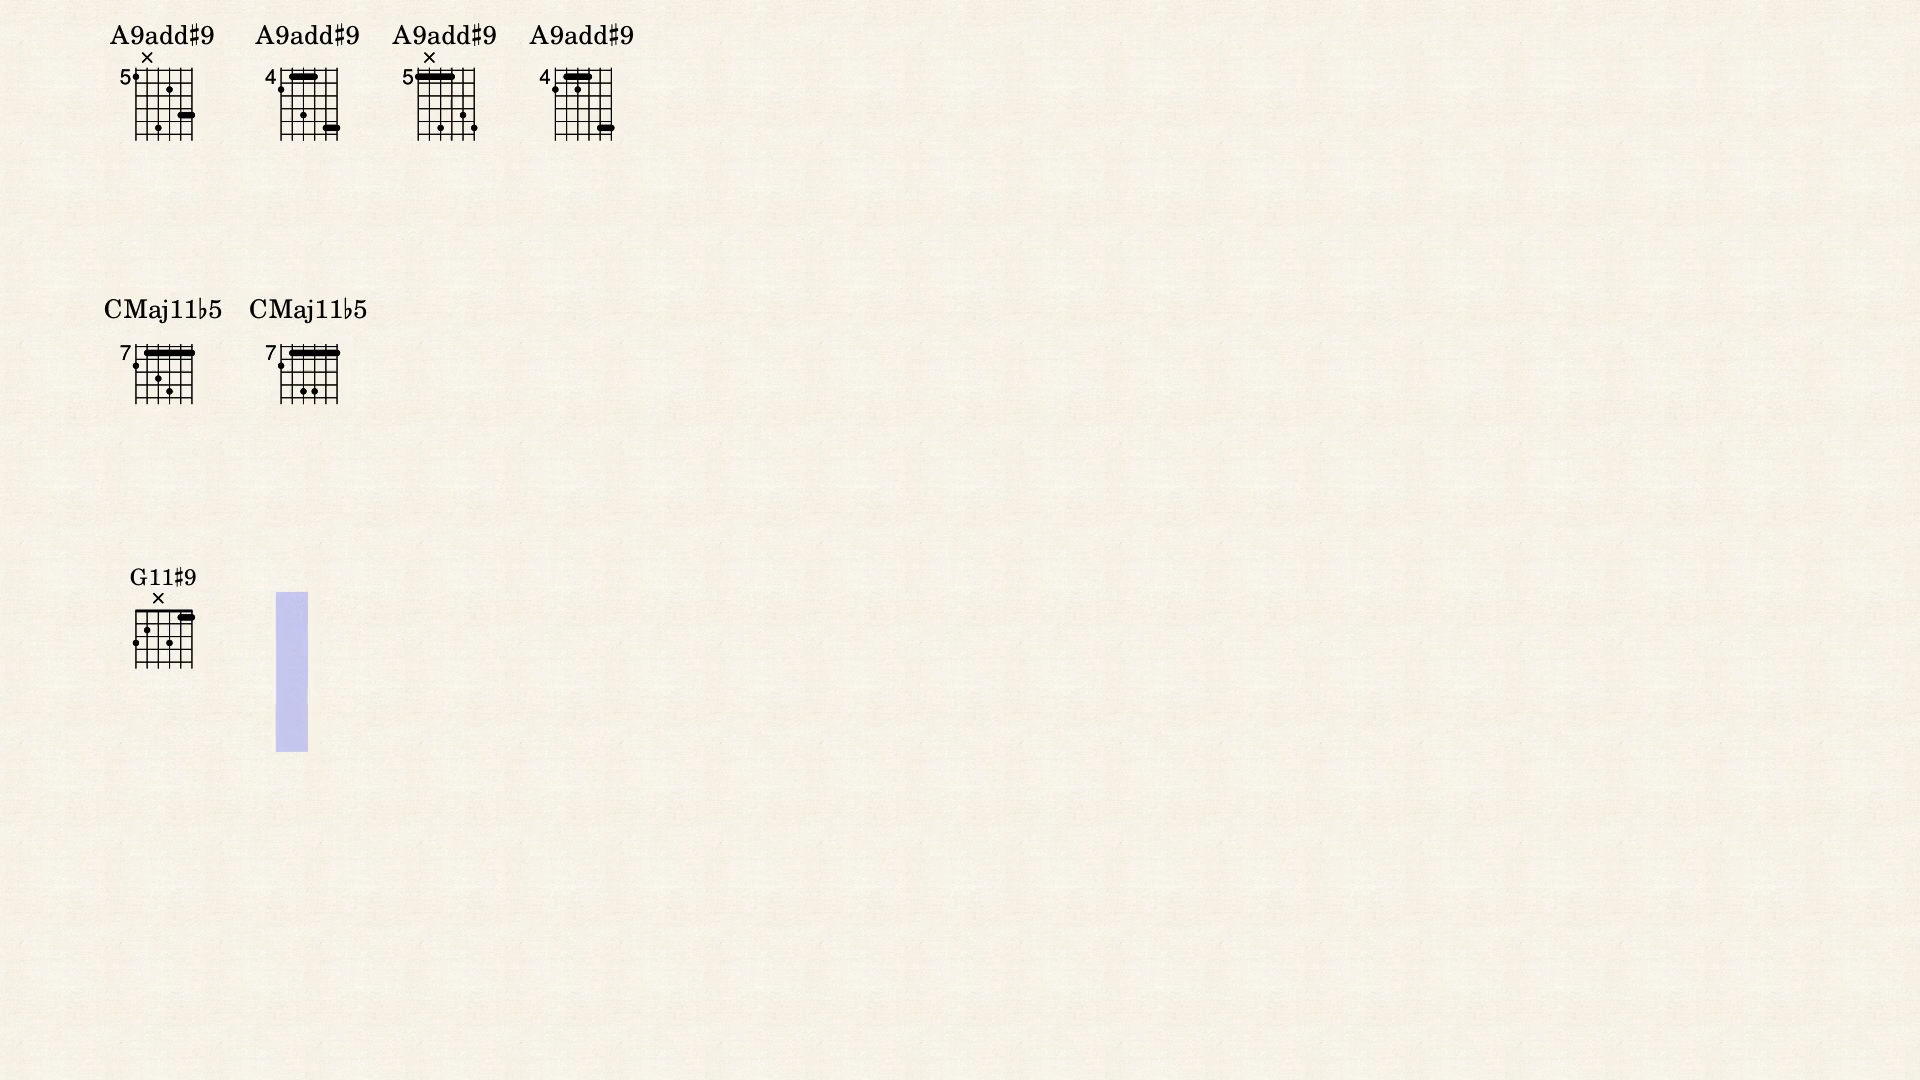 A9add♯9 A9add♯9 A9add♯9 A9add♯9
× ×
5 4 5 4
CMaj11♭5 CMaj11♭5
7 7
G11♯9
×